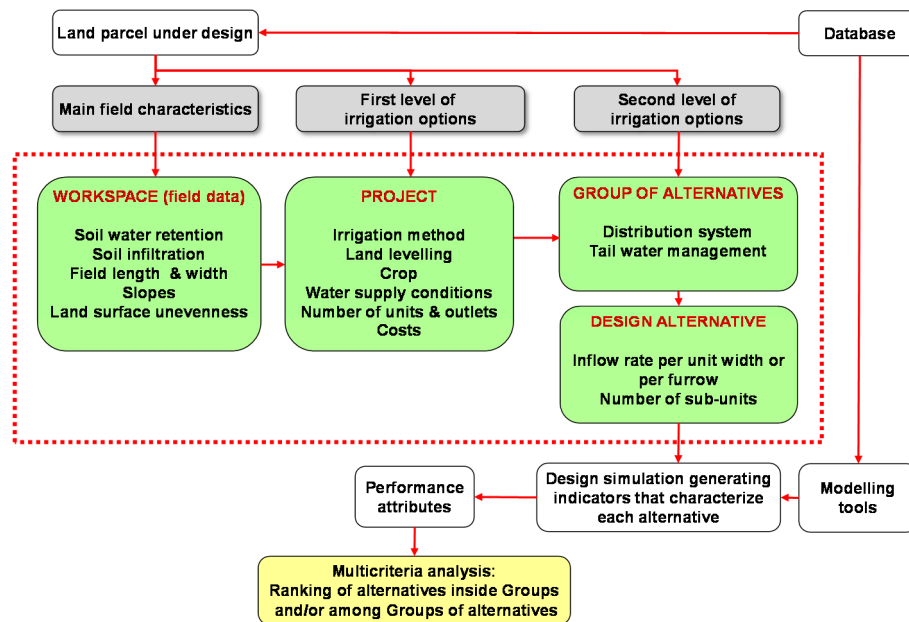 Land parcel under design
Database
Main field characteristics
First level of
irrigation options
Second level of
irrigation options
WORKSPACE (field data)
Soil water retention
Soil infiltration
Field length & width
Slopes
Land surface unevenness
PROJECT
Irrigation method
Land levelling
Crop
Water supply conditions
Number of units & outlets
Costs
GROUP OF ALTERNATIVES
Distribution system
Tail water management
DESIGN ALTERNATIVE
Inflow rate per unit width or
per furrow
Number of sub-units
Performance
attributes
Design simulation generating
indicators that characterize
each alternative
Modelling
tools
Multicriteria analysis:
Ranking of alternatives inside Groups
and/or among Groups of alternatives